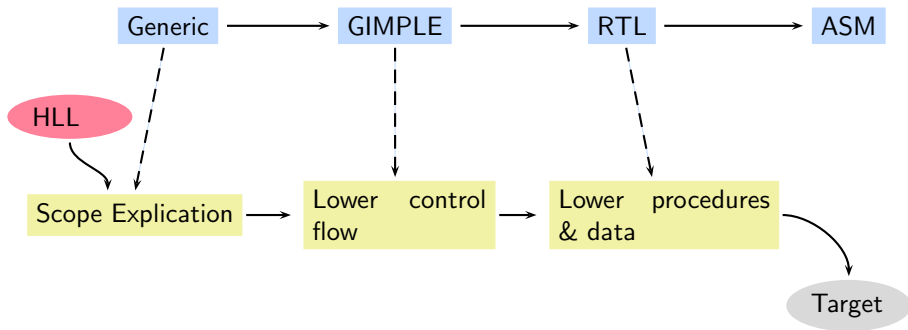 Generic
GIMPLE
RTL
ASM
HLL
Scope Explication
Lower control
flow
Lower procedures
& data
Target